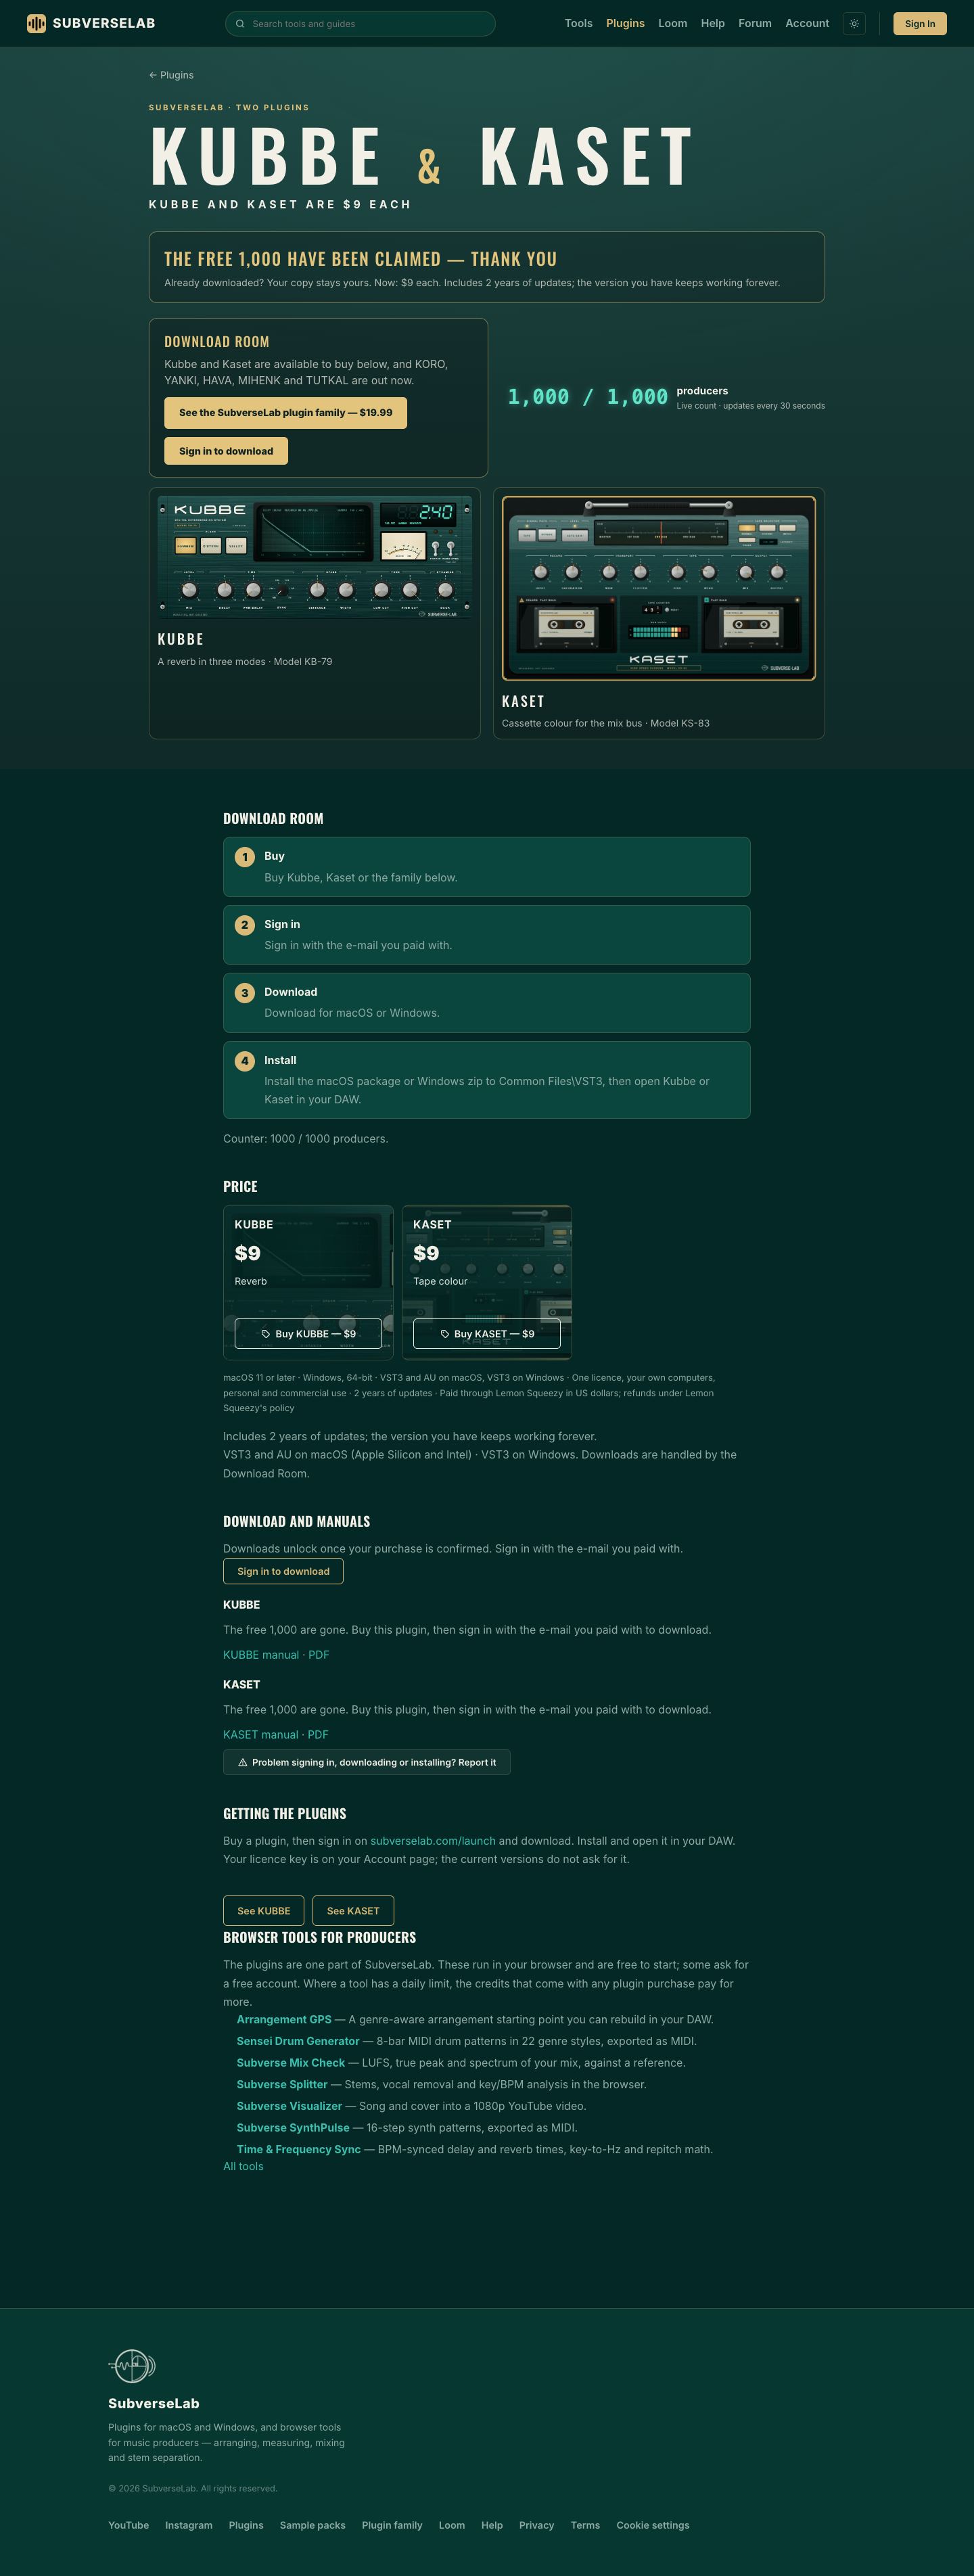 SUBVERSELAB
Search tools and guides
Tools
Plugins
Loom
Help
Forum
Account
Sign In
← Plugins
SUBVERSELAB · TWO PLUGINS
KUBBE & KASET
KUBBE AND KASET ARE $9 EACH
THE FREE 1,000 HAVE BEEN CLAIMED — THANK YOU
Already downloaded? Your copy stays yours. Now: $9 each. Includes 2 years of updates; the version you have keeps working forever.
DOWNLOAD ROOM
Kubbe and Kaset are available to buy below, and KORO,
YANKI, HAVA, MIHENK and TUTKAL are out now.
See the SubverseLab plugin family — $19.99
Sign in to download
1,000 / 1,000
producers
Live count · updates every 30 seconds
KUBBE
240
SUBVERSE-LAB
KUBBE
A reverb in three modes · Model KB-79
KASET
SUBVERSE-LAB
KASET
Cassette colour for the mix bus · Model KS-83
DOWNLOAD ROOM
1
Buy
Buy Kubbe, Kaset or the family below.
2
Sign in
Sign in with the e-mail you paid with.
3
Download
Download for macOS or Windows.
4
Install
Install the macOS package or Windows zip to Common Files\VST3, then open Kubbe or
Kaset in your DAW.
Counter: 1000 / 1000 producers.
PRICE
KUBBE
$9
Reverb
Buy KUBBE — $9
KASET
$9
Tape colour
Buy KASET — $9
macOS 11 or later · Windows, 64-bit · VST3 and AU on macOS, VST3 on Windows · One licence, your own computers,
personal and commercial use · 2 years of updates · Paid through Lemon Squeezy in US dollars; refunds under Lemon
Squeezy's policy
Includes 2 years of updates; the version you have keeps working forever.
VST3 and AU on macOS (Apple Silicon and Intel) · VST3 on Windows. Downloads are handled by the
Download Room.
DOWNLOAD AND MANUALS
Downloads unlock once your purchase is confirmed. Sign in with the e-mail you paid with.
Sign in to download
KUBBE
The free 1,000 are gone. Buy this plugin, then sign in with the e-mail you paid with to download.
KUBBE manual · PDF
KASET
The free 1,000 are gone. Buy this plugin, then sign in with the e-mail you paid with to download.
KASET manual · PDF
Problem signing in, downloading or installing? Report it
GETTING THE PLUGINS
Buy a plugin, then sign in on subverselab.com/launch and download. Install and open it in your DAW.
Your licence key is on your Account page; the current versions do not ask for it.
See KUBBE
See KASET
BROWSER TOOLS FOR PRODUCERS
The plugins are one part of SubverseLab. These run in your browser and are free to start; some ask for
a free account. Where a tool has a daily limit, the credits that come with any plugin purchase pay for
more.
Arrangement GPS — A genre-aware arrangement starting point you can rebuild in your DAW.
Sensei Drum Generator — 8-bar MIDI drum patterns in 22 genre styles, exported as MIDI.
Subverse Mix Check — LUFS, true peak and spectrum of your mix, against a reference.
Subverse Splitter — Stems, vocal removal and key/BPM analysis in the browser.
Subverse Visualizer — Song and cover into a 1080p YouTube video.
Subverse SynthPulse — 16-step synth patterns, exported as MIDI.
Time & Frequency Sync — BPM-synced delay and reverb times, key-to-Hz and repitch math.
All tools
SubverseLab
Plugins for macOS and Windows, and browser tools
for music producers — arranging, measuring, mixing
and stem separation.
© 2026 SubverseLab. All rights reserved.
YouTube
Instagram
Plugins
Sample packs
Plugin family
Loom
Help
Privacy
Terms
Cookie settings